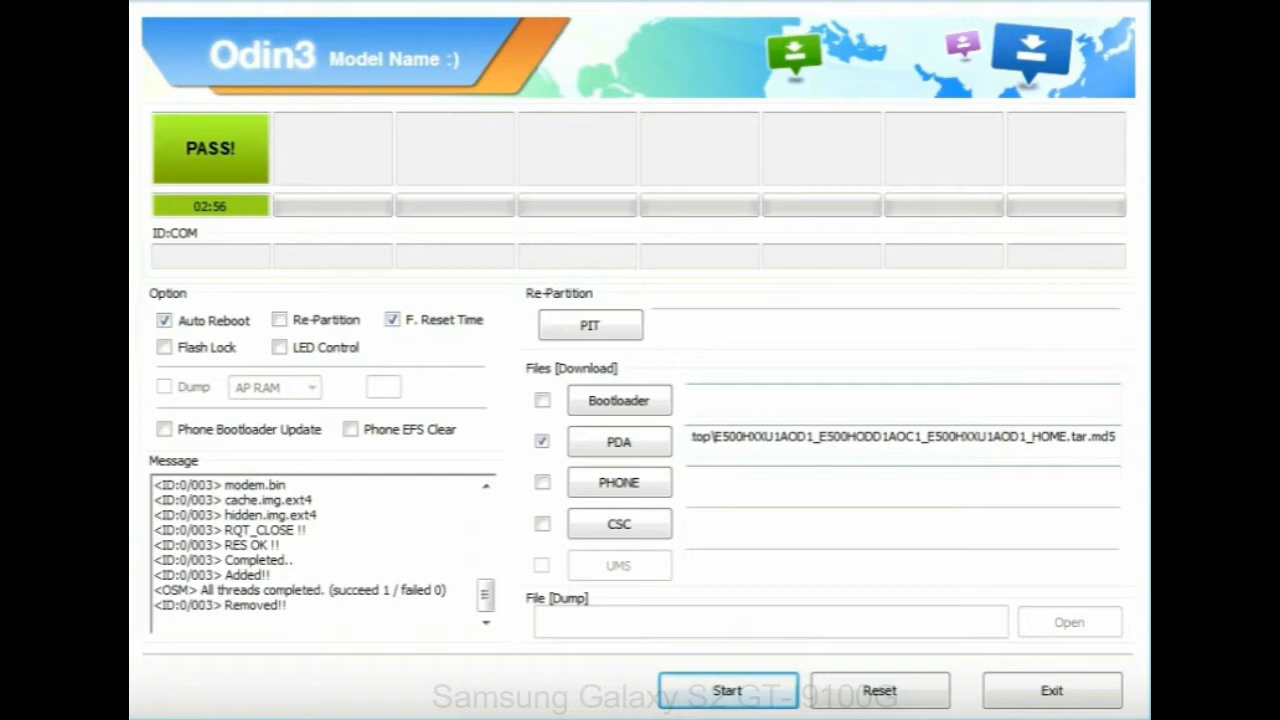 Odin3 Model Name :)
PASS!
02:56
ID:COM
Option
Auto Reboot Re-Partition F. Reset Time
Flash Lock LED Control
Dump AP RAM
Phone Bootloader Update Phone EFS Clear
Message
<ID:0/003> modem.bin
<ID:0/003> cache.img.ext4
<ID:0/003> hidden.img.ext4
<ID:0/003> RQT_CLOSE !!
<ID:0/003> RES OK !!
<ID:0/003> Completed..
<ID:0/003> Added!!
<OSM> All threads completed. (succeed 1 / failed 0)
<ID:0/003> Removed!!
Re-Partition
PIT
Files [Download]
Bootloader
PDA top\E500HXXU1AOD1_E500HODD1AOC1_E500HXXU1AOD1_HOME.tar.md5
PHONE
CSC
UMS
File [Dump]
Open
Start Reset Exit
Samsung Galaxy S2 GT-I9100G